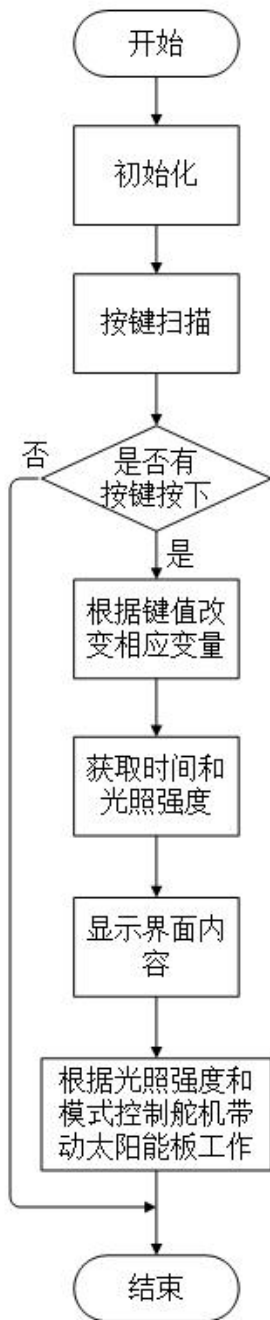 开始
初始化
按键扫描
否
是否有
按键按下
是
根据键值改
变相应变量
获取时间和
光照强度
显示界面内
容
根据光照强度和
模式控制舵机带
动太阳能板工作
结束